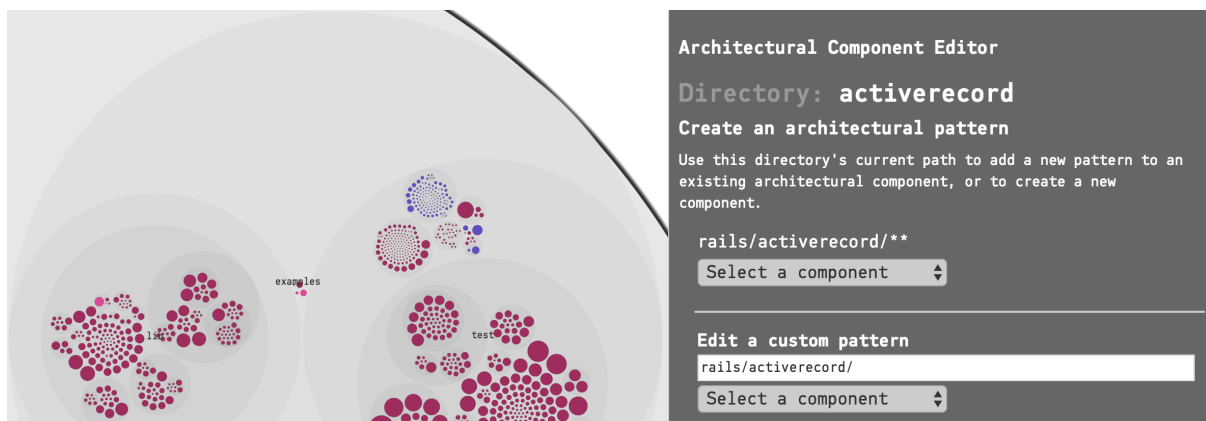 examples
lib
test
Architectural Component Editor
Directory: activerecord
Create an architectural pattern
Use this directory's current path to add a new pattern to an
existing architectural component, or to create a new
component.
rails/activerecord/**
Select a component
Edit a custom pattern
rails/activerecord/
Select a component